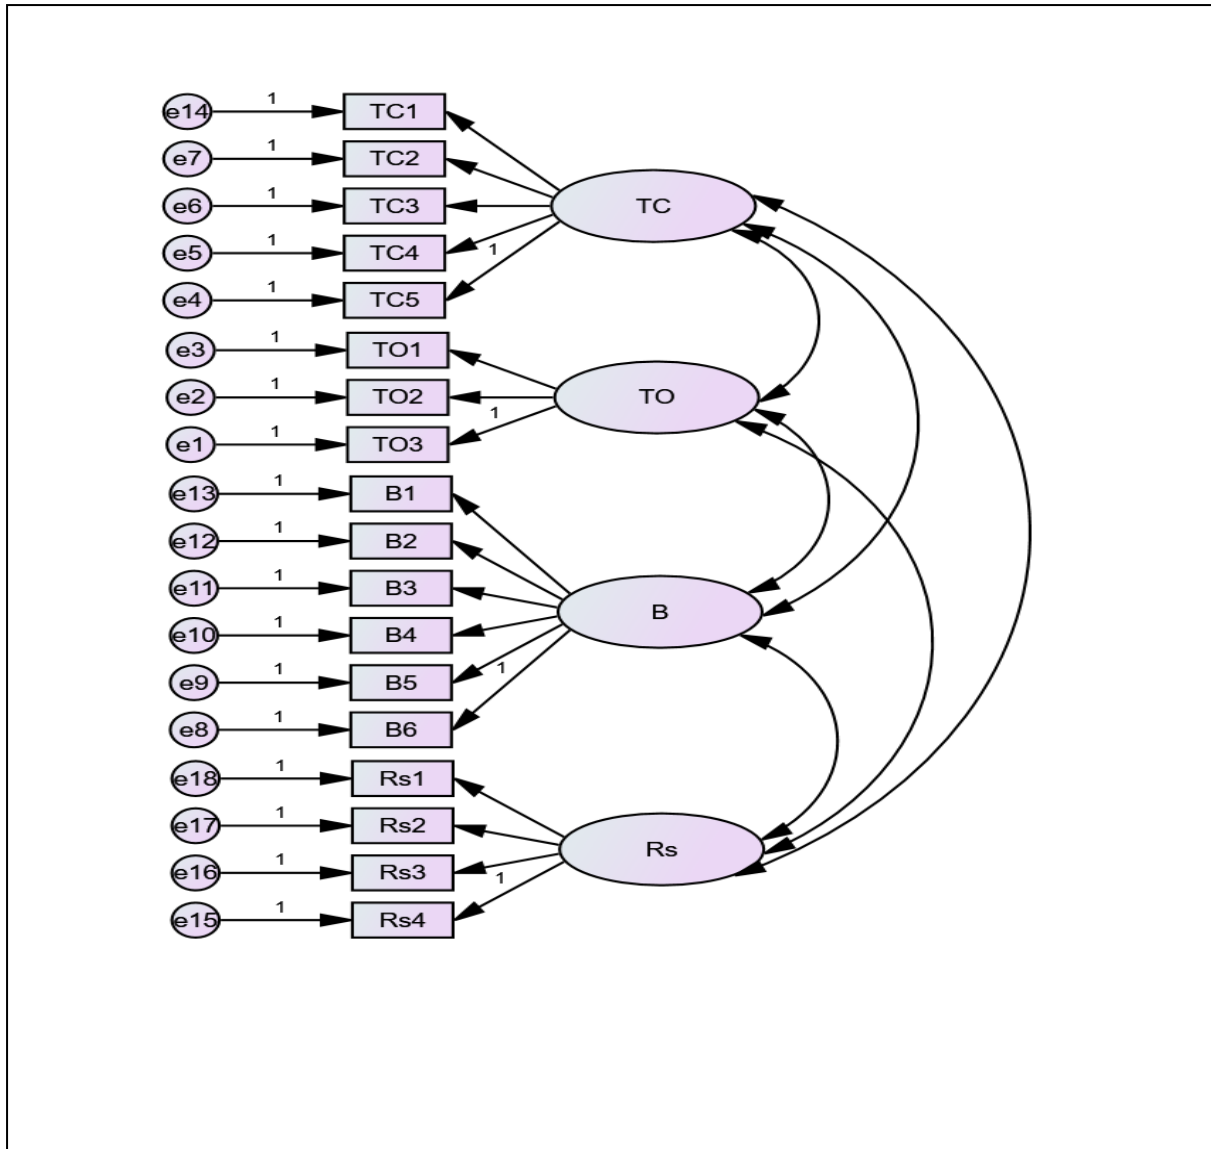 e14 1 TC1
e7 1 TC2
e6 1 TC3 TC
e5 1 TC4 1
e4 1 TC5
e3 1 TO1
e2 1 TO2 TO
e1 1 TO3 1
e13 1 B1
e12 1 B2
e11 1 B3 B
e10 1 B4
e9 1 B5 1
e8 1 B6
e18 1 Rs1
e17 1 Rs2 Rs
e16 1 Rs3 1
e15 1 Rs4